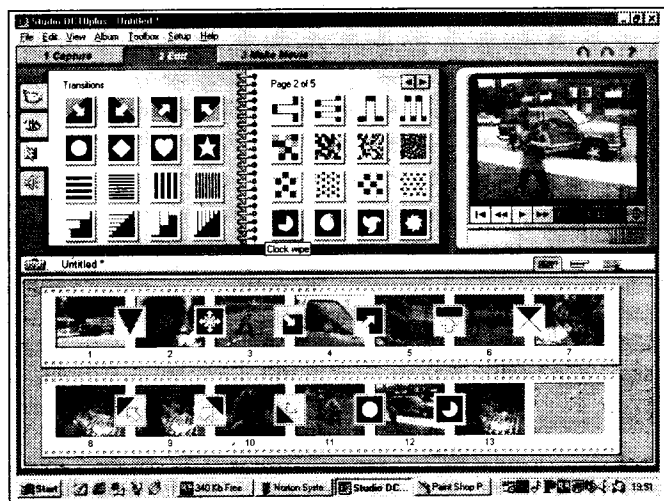 Studio DC10plus - Untitled *
File Edit View Album Toolbox Setup Help
1 Capture
2 Edit
3 Make Movie
?
Transitions
Page 2 of 5
Clock wipe
Untitled *
1 2 3 4 5 6 7
8 9 10 11 12 13
Start
340 Kb Free
Norton Syste...
Studio DC...
Paint Shop P...
19:51